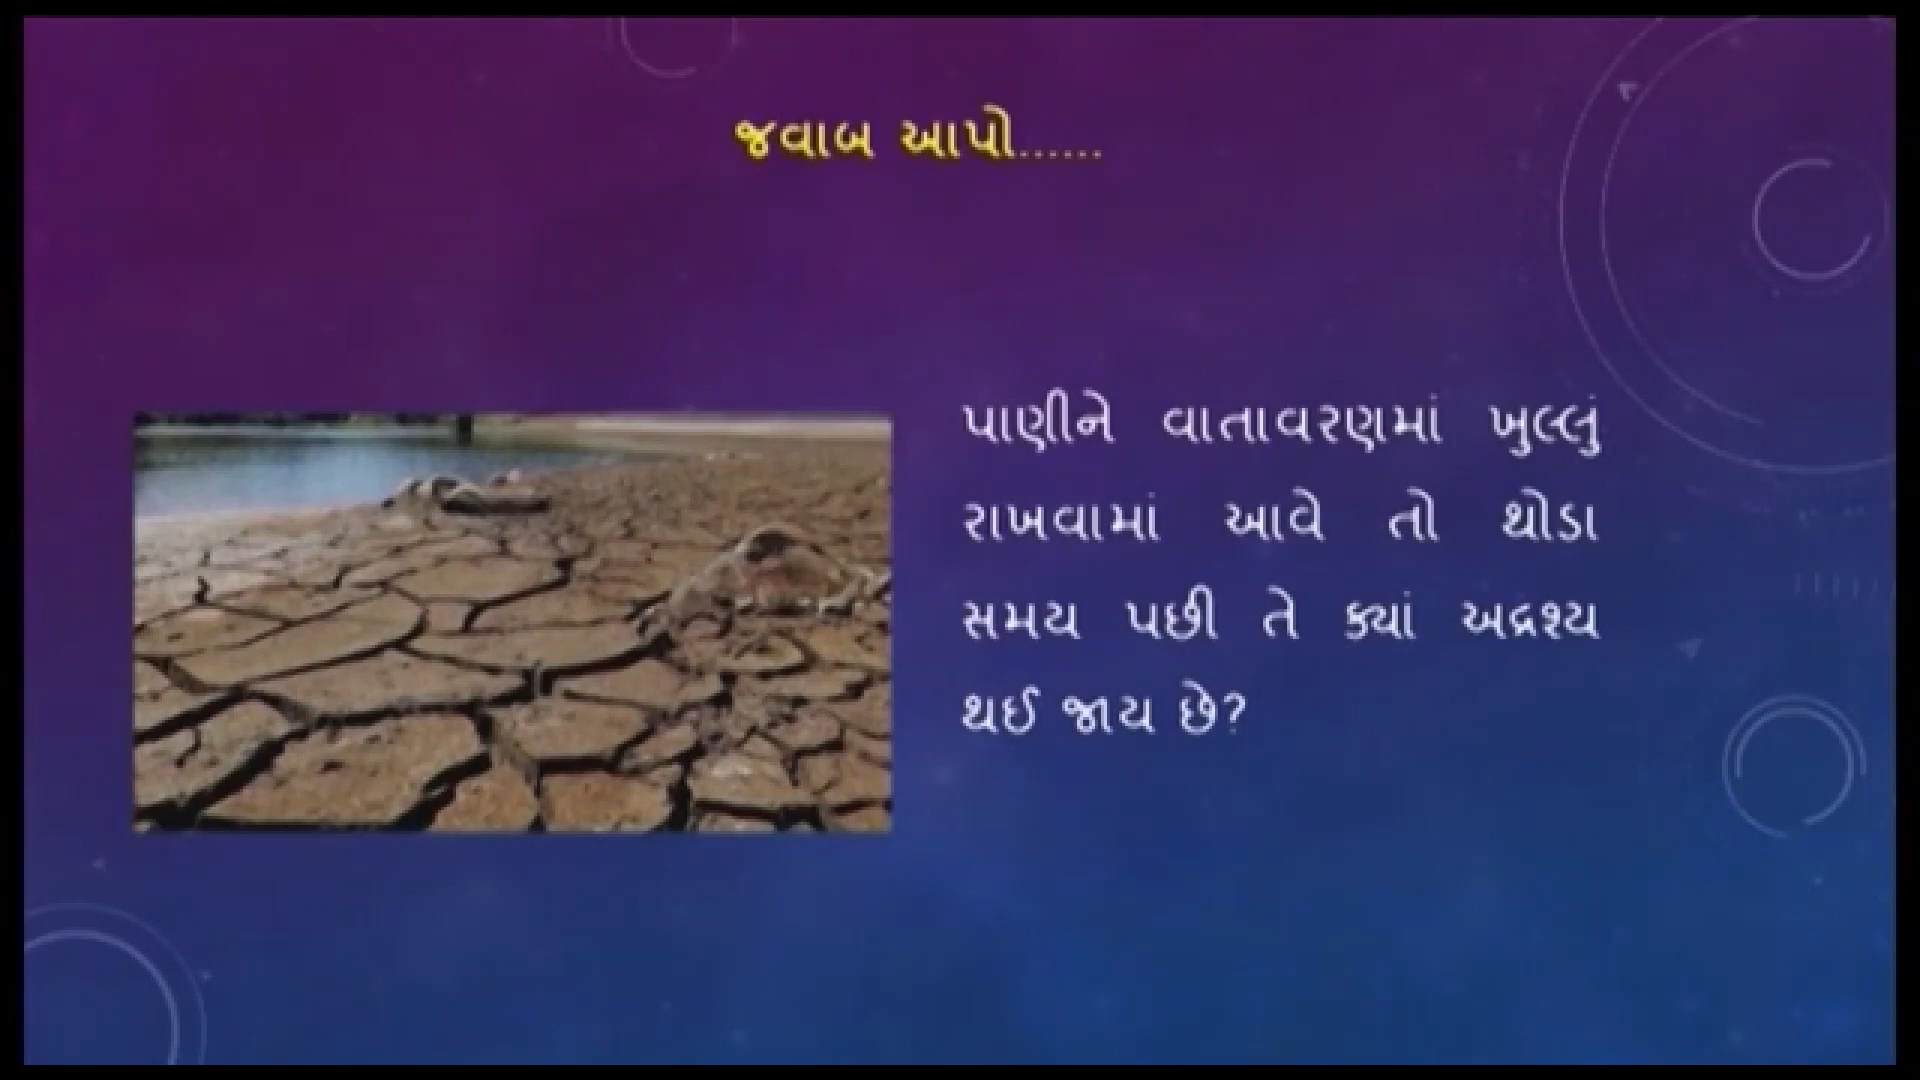 જવાબ આપો......
પાણીને વાતાવરણમાં ખુલ્લું
રાખવામાં આવે તો થોડા
સમય પછી તે ક્યાં અદ્રશ્ય
થઈ જાય છે?